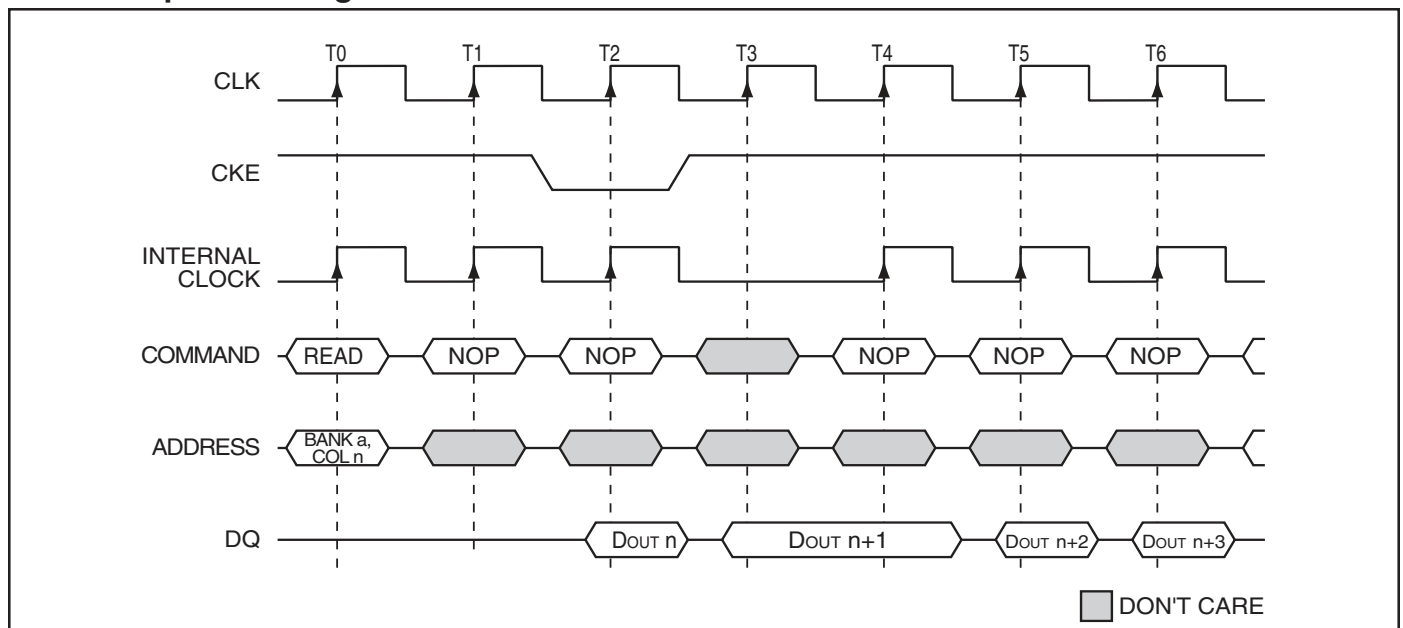 T0 T1 T2 T3 T4 T5 T6
CLK
CKE
INTERNAL
CLOCK
COMMAND READ NOP NOP NOP NOP NOP
ADDRESS BANK a,
COL n
DQ DOUT n DOUT n+1 DOUT n+2 DOUT n+3
DON'T CARE